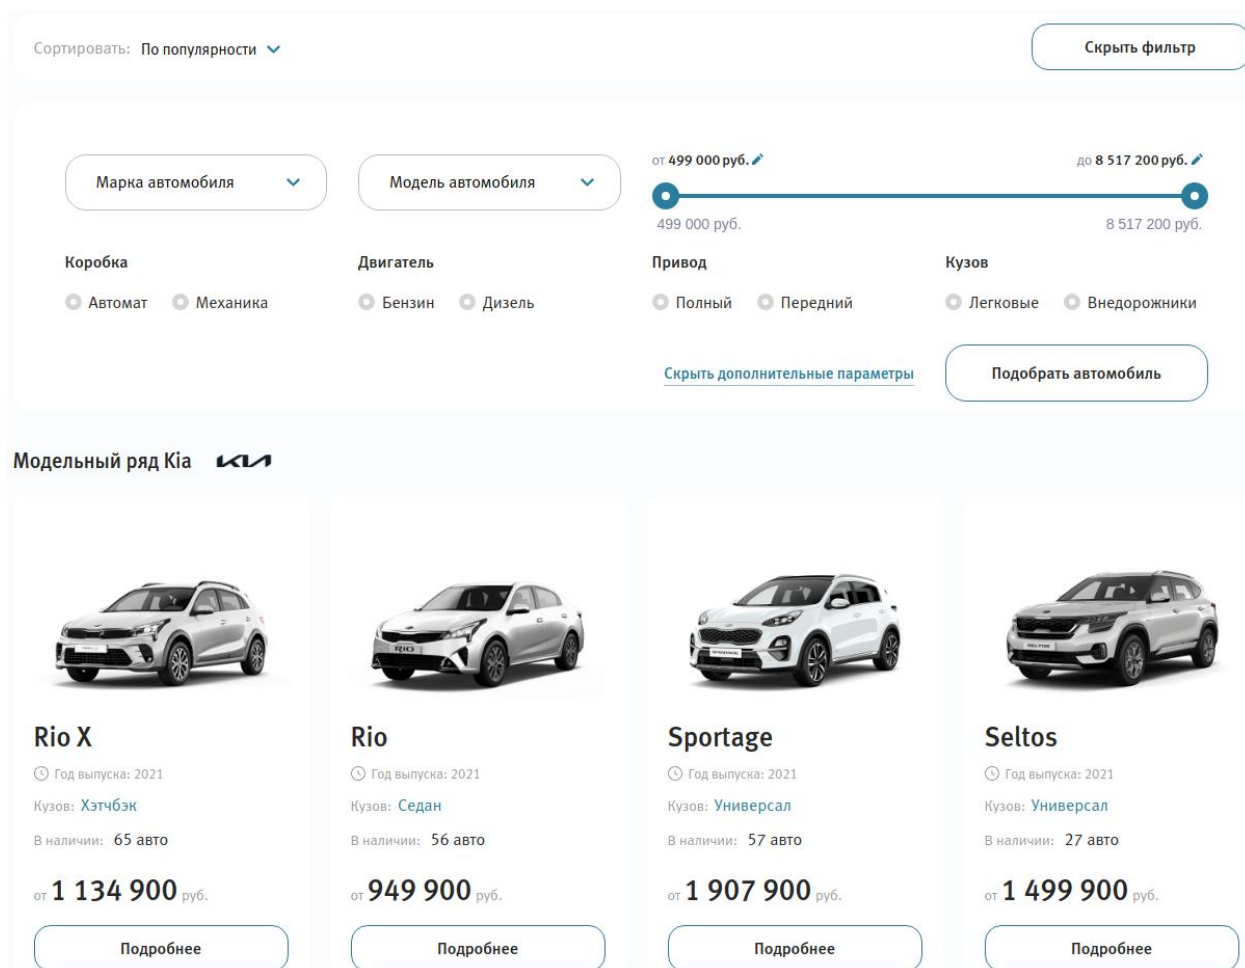 Сортировать: По популярности
Скрыть фильтр
Марка автомобиля
Модель автомобиля
от 499 000 руб.
до 8 517 200 руб.
499 000 руб.
8 517 200 руб.
Коробка
Автомат
Механика
Двигатель
Бензин
Дизель
Привод
Полный
Передний
Кузов
Легковые
Внедорожники
Скрыть дополнительные параметры
Подобрать автомобиль
Модельный ряд Kia KIA
RIO
SPORTAGE
SELTOS
Rio X
Год выпуска: 2021
Кузов: Хэтчбэк
В наличии: 65 авто
от 1 134 900 руб.
Подробнее
Rio
Год выпуска: 2021
Кузов: Седан
В наличии: 56 авто
от 949 900 руб.
Подробнее
Sportage
Год выпуска: 2021
Кузов: Универсал
В наличии: 57 авто
от 1 907 900 руб.
Подробнее
Seltos
Год выпуска: 2021
Кузов: Универсал
В наличии: 27 авто
от 1 499 900 руб.
Подробнее